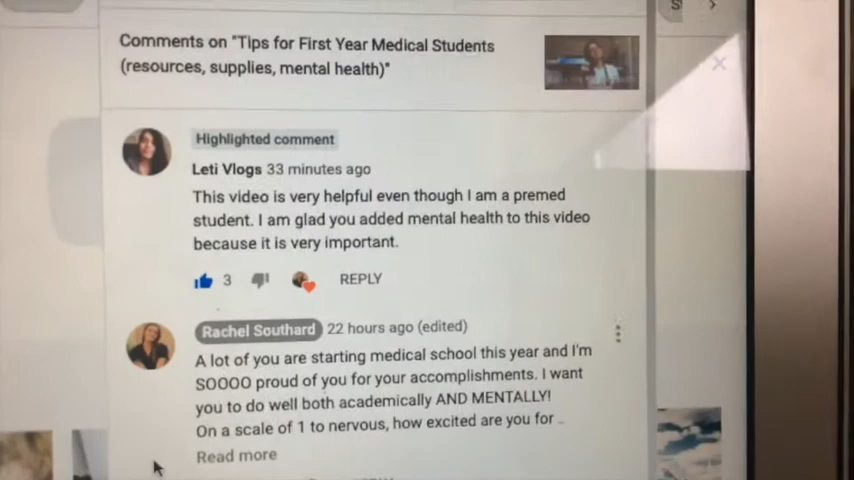 Comments on "Tips for First Year Medical Students
(resources, supplies, mental health)"
Highlighted comment
Leti Vlogs 33 minutes ago
This video is very helpful even though I am a premed
student. I am glad you added mental health to this video
because it is very important.
3 REPLY
Rachel Southard 22 hours ago (edited)
A lot of you are starting medical school this year and I'm
SOOOO proud of you for your accomplishments. I want
you to do well both academically AND MENTALLY!
On a scale of 1 to nervous, how excited are you for ...
Read more